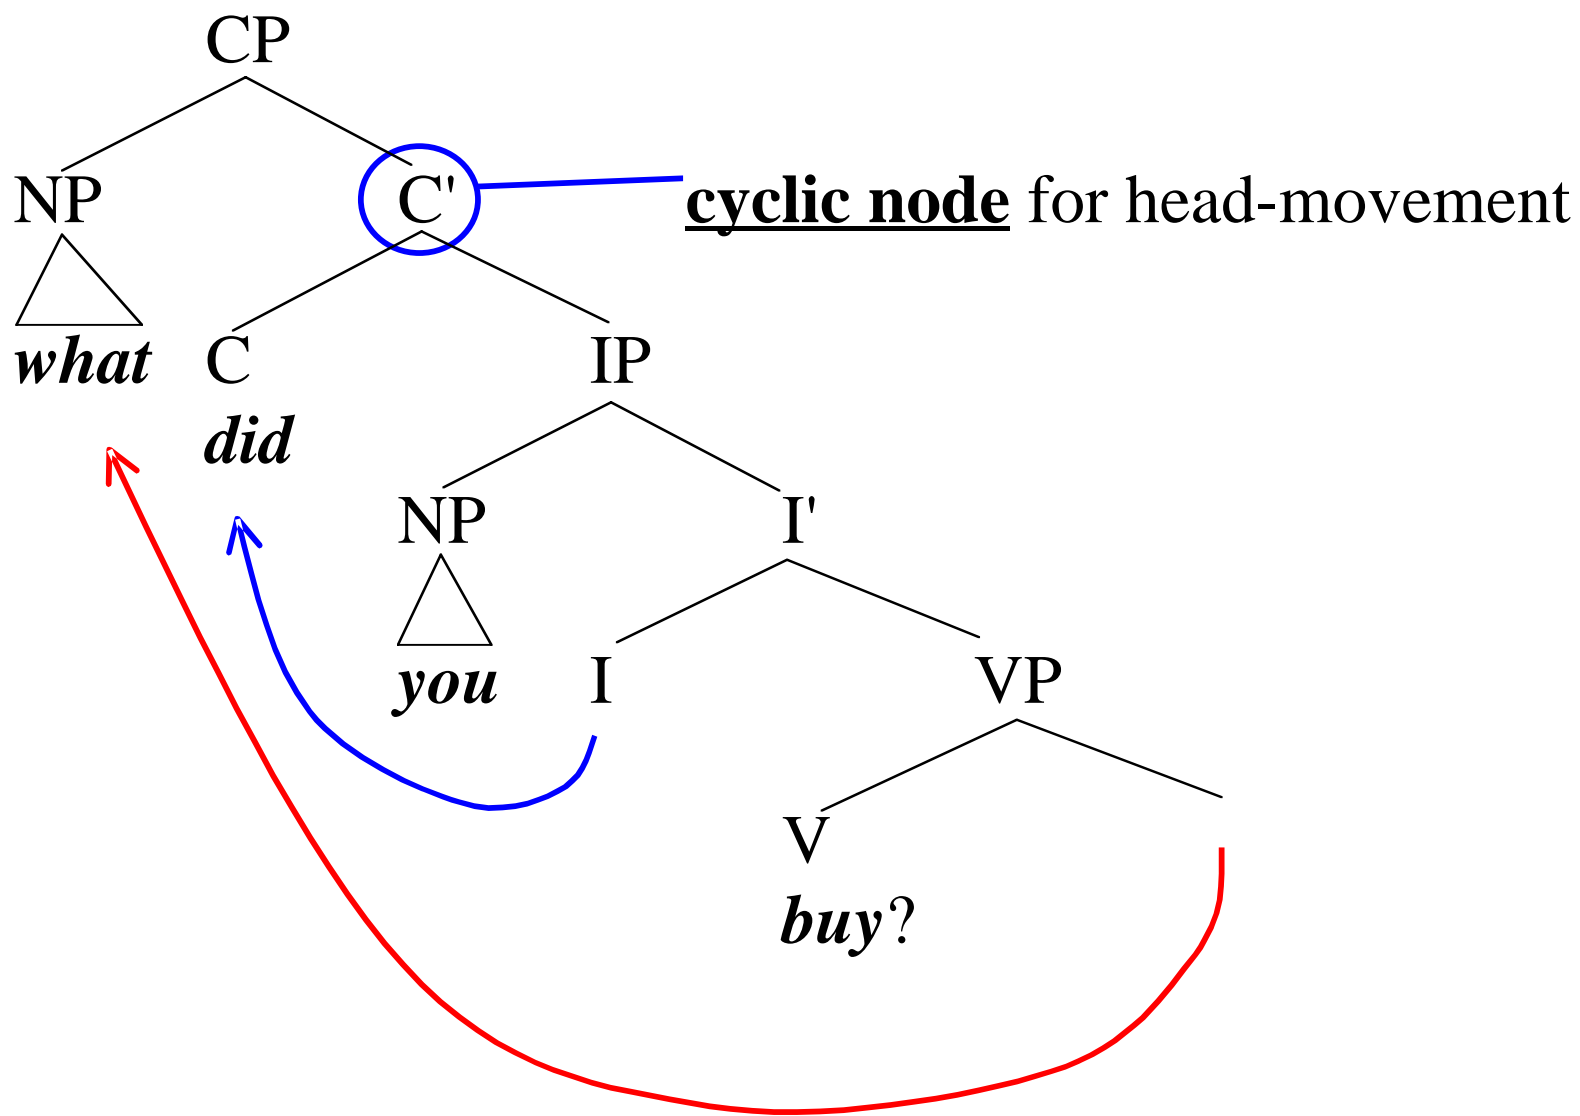 CP
NP C' cyclic node for head-movement
what C IP
did
NP I'
you I VP
V
buy?